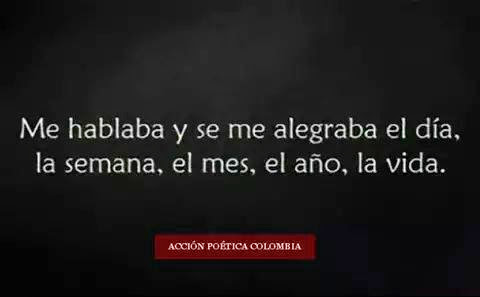 Me hablaba y se me alegraba el día,
la semana, el mes, el año, la vida.
ACCIÓN POÉTICA COLOMBIA